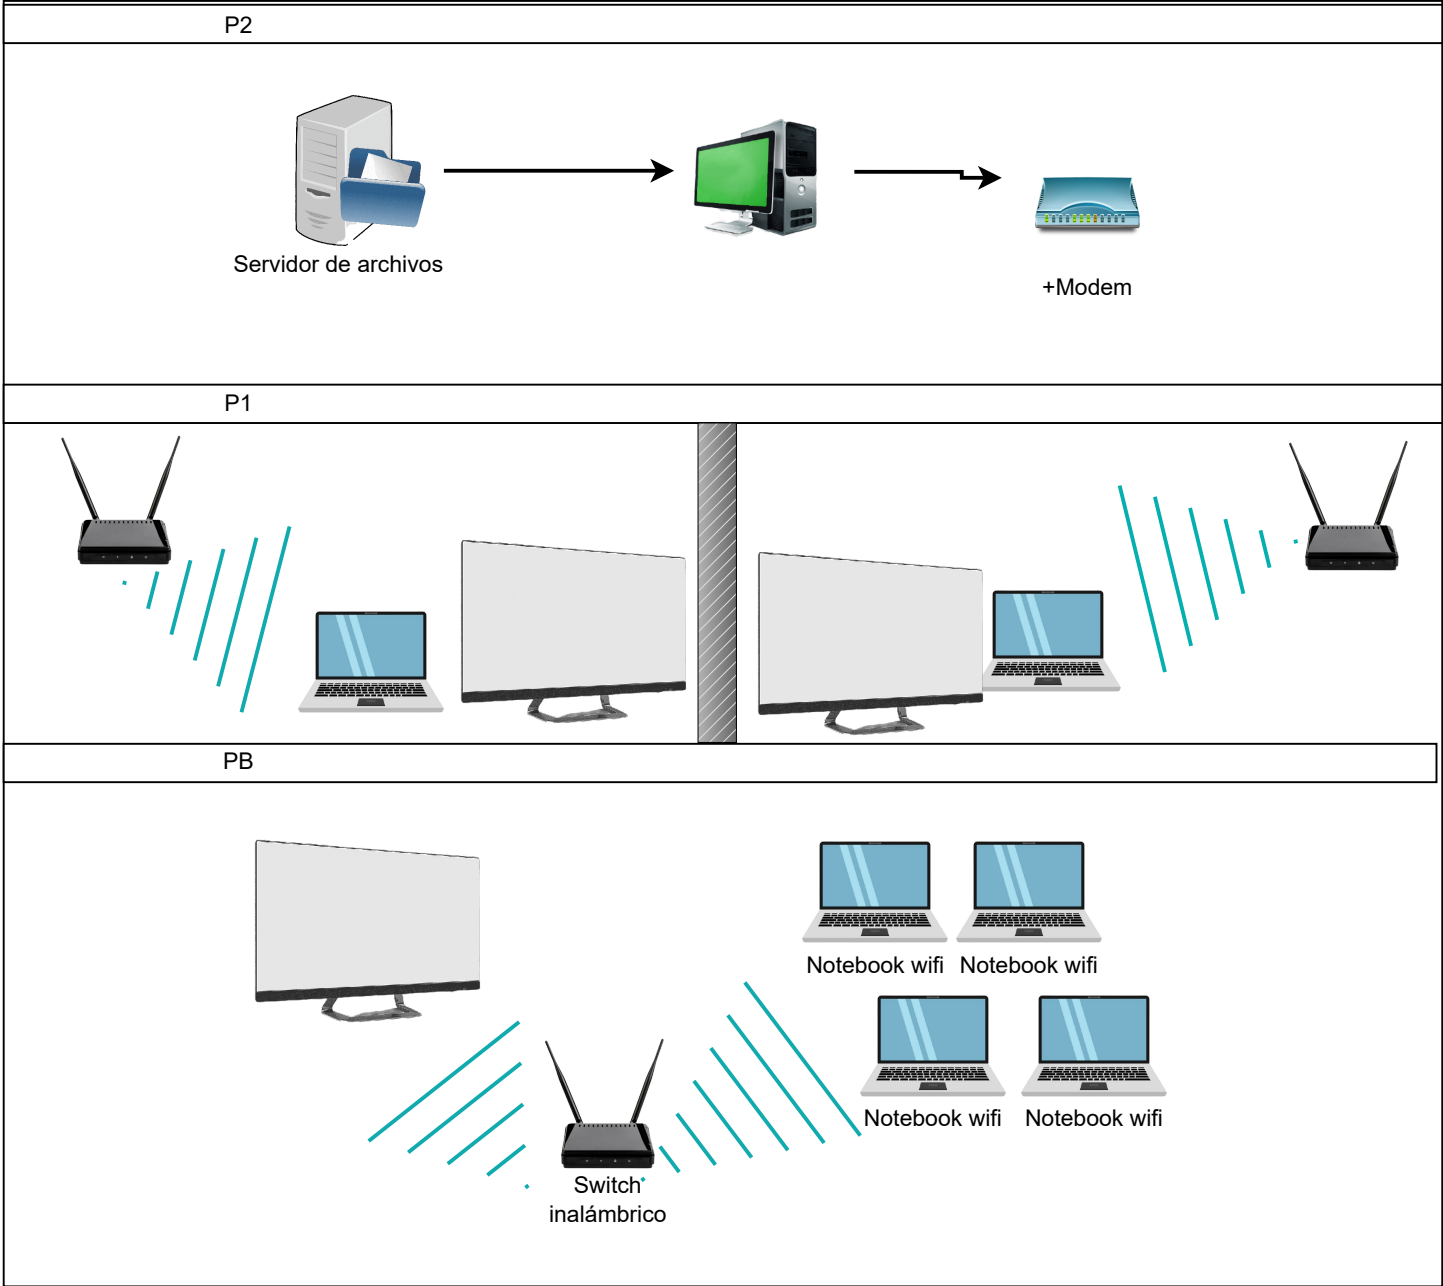 P2
Servidor de archivos
+Modem
P1
PB
Notebook wifi
Notebook wifi
Notebook wifi
Notebook wifi
Switch
inalámbrico